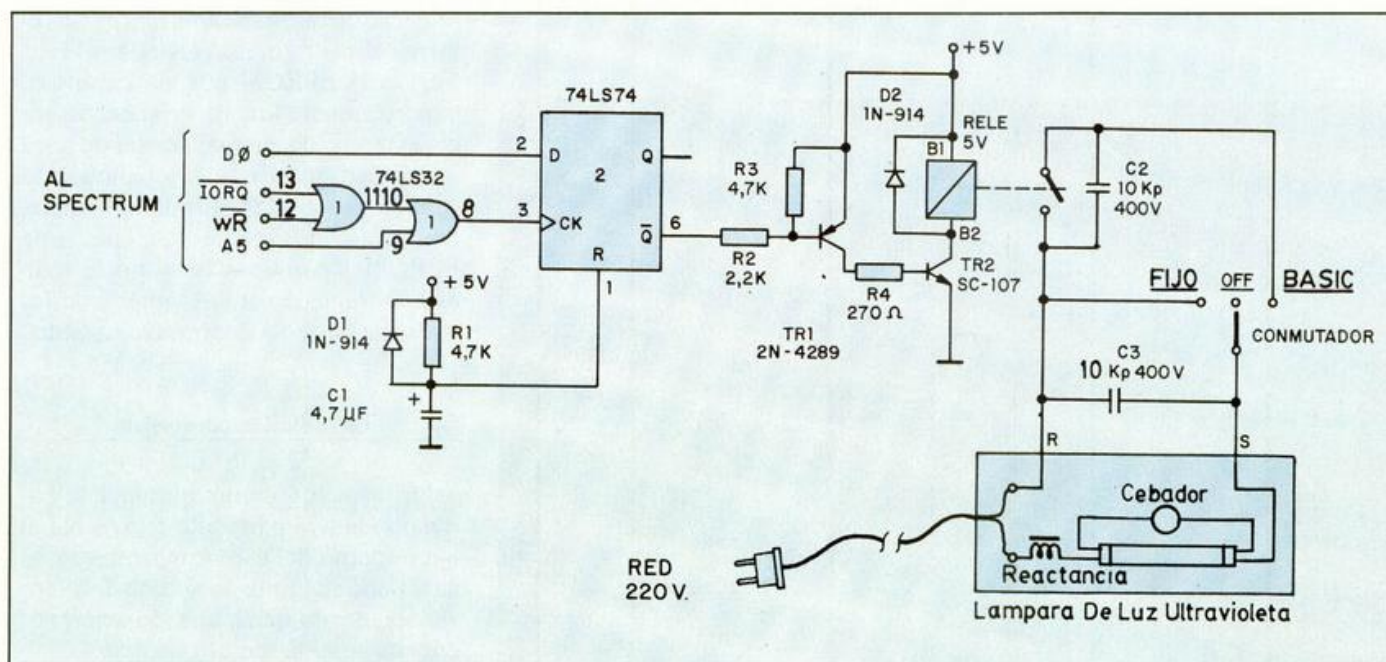 74LS74
AL
SPECTRUM
DØ
2
D
Q
IORQ
13
74LS32
1
11
10
WR
12
1
8
3
CK
2
A5
9
R
Q
6
1
+5V
D1
1N-914
R1
4,7K
C1
4,7µF
+
R3
4,7K
R2
2,2K
TR1
2N-4289
R4
270 Ω
+5V
D2
1N-914
RELE
5V
B1
B2
TR2
SC-107
C2
10 Kp
400V
FIJO
OFF
BASIC
CONMUTADOR
C3
10 Kp 400V
R
S
Cebador
Reactancia
RED
220 V.
Lampara De Luz Ultravioleta